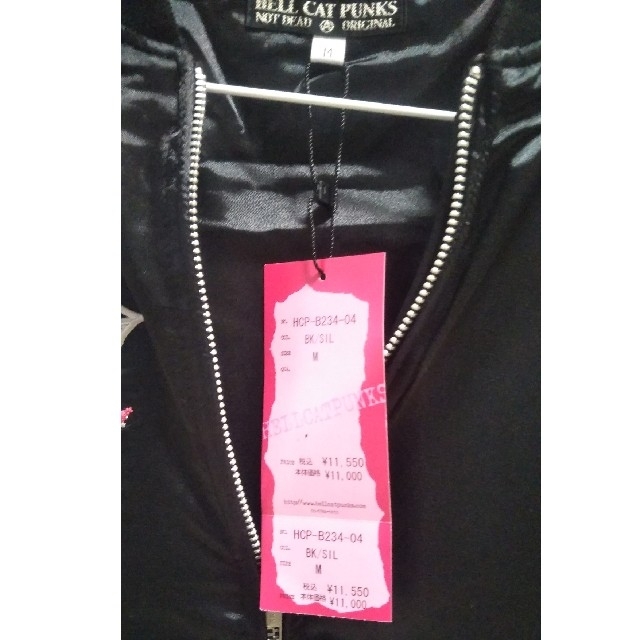 HELL CAT PUNKS
NOT DEAD Ⓐ ORIGINAL
M
HCP-B234-04
BK/SIL
M
HELLCATPUNKS
税込 ¥11,550
本体価格 ¥11,000
HCP-B234-04
BK/SIL
M
税込 ¥11,550
本体価格 ¥11,000